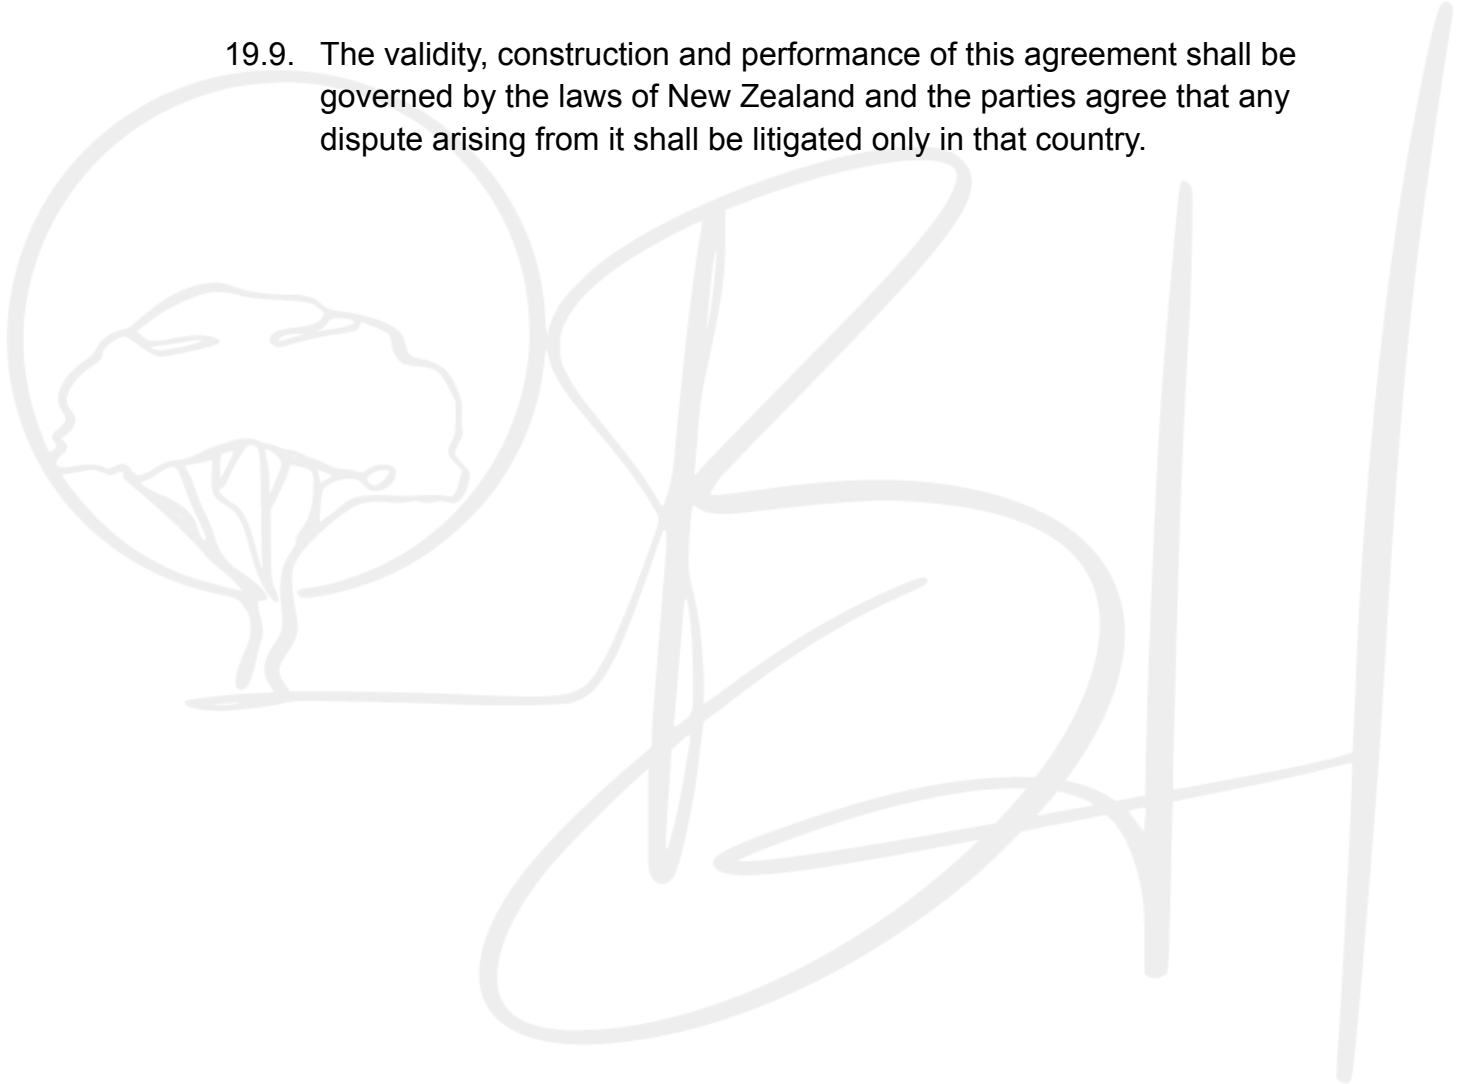 19.9. The validity, construction and performance of this agreement shall be
governed by the laws of New Zealand and the parties agree that any
dispute arising from it shall be litigated only in that country.
BH